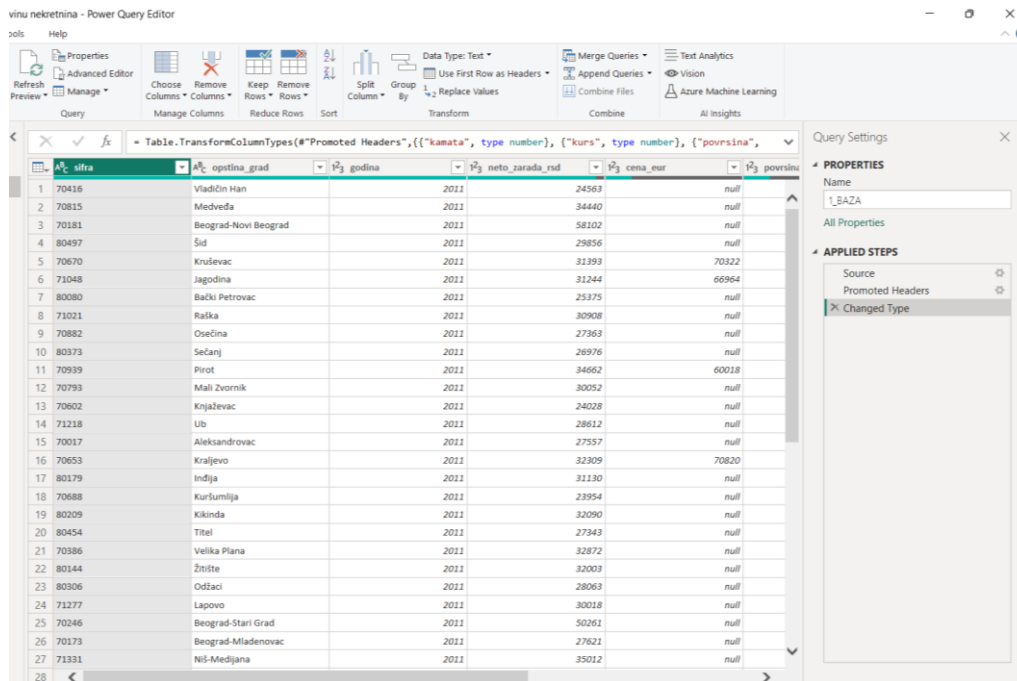 vinu nekretnina - Power Query Editor
ools Help
Refresh Preview
Properties
Advanced Editor
Manage
Query
Choose Columns
Remove Columns
Manage Columns
Keep Rows
Remove Rows
Reduce Rows
Sort
Split Column
Group By
Data Type: Text
Use First Row as Headers
Replace Values
Transform
Merge Queries
Append Queries
Combine Files
Combine
Text Analytics
Vision
Azure Machine Learning
AI Insights
fx = Table.TransformColumnTypes(#"Promoted Headers",{{"kamata", type number}, {"kurs", type number}, {"povrsina",
sifra opstina_grad godina neto_zarada_rsd cena_eur povrsina
1 70416 Vladičin Han 2011 24563 null
2 70815 Medveđa 2011 34440 null
3 70181 Beograd-Novi Beograd 2011 58102 null
4 80497 Šid 2011 29856 null
5 70670 Kruševac 2011 31393 70322
6 71048 Jagodina 2011 31244 66964
7 80080 Bački Petrovac 2011 25375 null
8 71021 Raška 2011 30908 null
9 70882 Osečina 2011 27363 null
10 80373 Sečanj 2011 26976 null
11 70939 Pirot 2011 34662 60018
12 70793 Mali Zvornik 2011 30052 null
13 70602 Knjaževac 2011 24028 null
14 71218 Ub 2011 28612 null
15 70017 Aleksandrovac 2011 27557 null
16 70653 Kraljevo 2011 32309 70820
17 80179 Inđija 2011 31130 null
18 70688 Kuršumlija 2011 23954 null
19 80209 Kikinda 2011 32090 null
20 80454 Titel 2011 27343 null
21 70386 Velika Plana 2011 32872 null
22 80144 Žitište 2011 32003 null
23 80306 Odžaci 2011 28063 null
24 71277 Lapovo 2011 30018 null
25 70246 Beograd-Stari Grad 2011 50261 null
26 70173 Beograd-Mladenovac 2011 27621 null
27 71331 Niš-Medijana 2011 35012 null
28
Query Settings
PROPERTIES
Name
1_BAZA
All Properties
APPLIED STEPS
Source
Promoted Headers
Changed Type